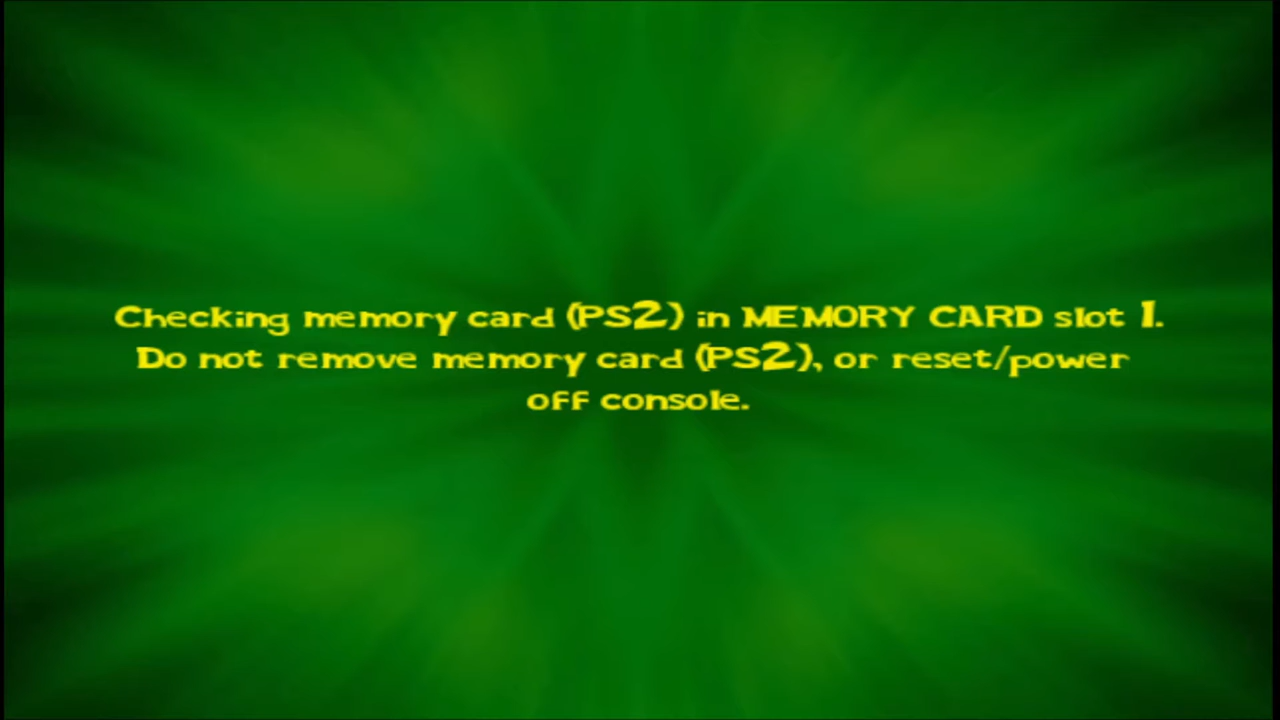 Checking memory card (PS2) in MEMORY CARD slot 1.
Do not remove memory card (PS2), or reset/power
off console.